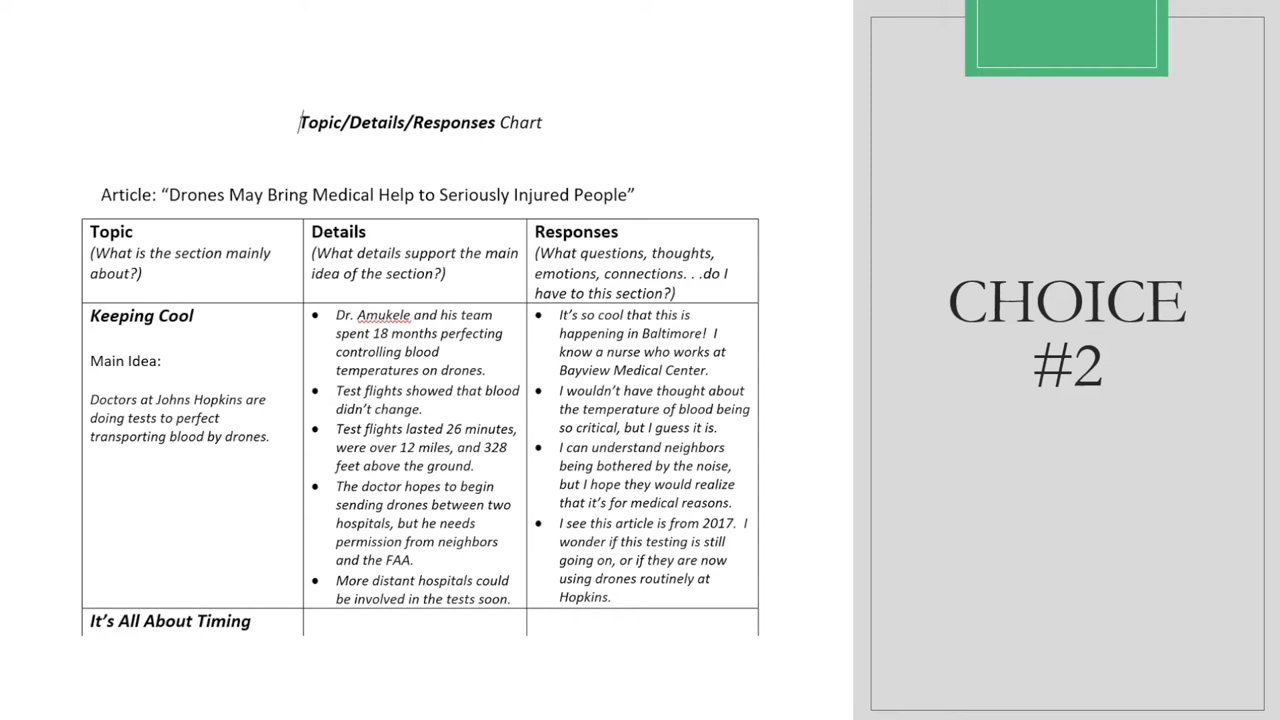 Topic/Details/Responses Chart
Article: “Drones May Bring Medical Help to Seriously Injured People”
Topic
(What is the section mainly
about?)
Details
(What details support the main
idea of the section?)
Responses
(What questions, thoughts,
emotions, connections. . .do I
have to this section?)
Keeping Cool
Main Idea:
Doctors at Johns Hopkins are
doing tests to perfect
transporting blood by drones.
• Dr. Amukele and his team
spent 18 months perfecting
controlling blood
temperatures on drones.
• Test flights showed that blood
didn’t change.
• Test flights lasted 26 minutes,
were over 12 miles, and 328
feet above the ground.
• The doctor hopes to begin
sending drones between two
hospitals, but he needs
permission from neighbors
and the FAA.
• More distant hospitals could
be involved in the tests soon.
• It’s so cool that this is
happening in Baltimore! I
know a nurse who works at
Bayview Medical Center.
• I wouldn’t have thought about
the temperature of blood being
so critical, but I guess it is.
• I can understand neighbors
being bothered by the noise,
but I hope they would realize
that it’s for medical reasons.
• I see this article is from 2017. I
wonder if this testing is still
going on, or if they are now
using drones routinely at
Hopkins.
It’s All About Timing
CHOICE
#2